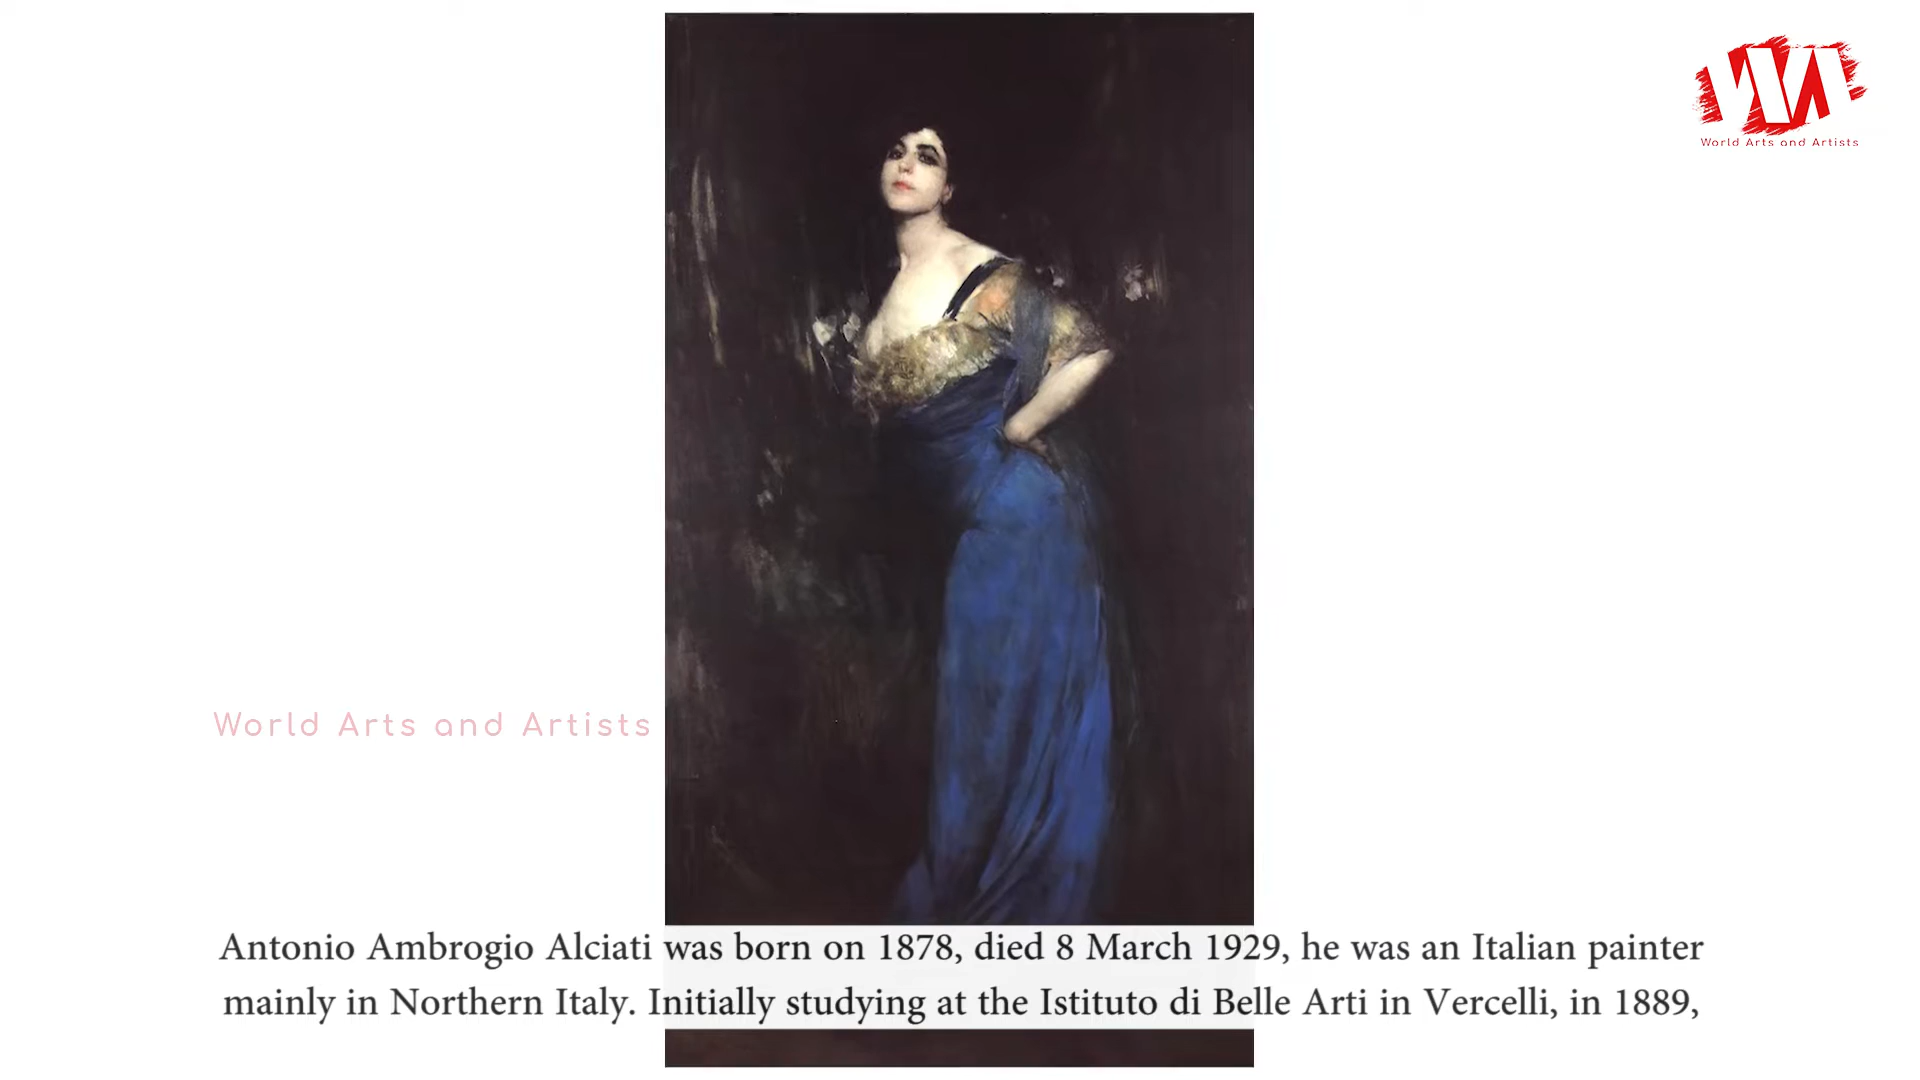 World Arts and Artists
World Arts and Artists
Antonio Ambrogio Alciati was born on 1878, died 8 March 1929, he was an Italian painter
mainly in Northern Italy. Initially studying at the Istituto di Belle Arti in Vercelli, in 1889,